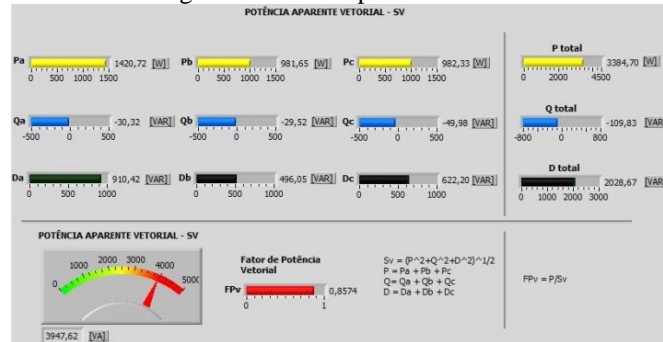 POTÊNCIA APARENTE VETORIAL - SV
Pa 1420,72 [W]
0 500 1000 1500
Pb 981,65 [W]
0 500 1000 1500
Pc 982,33 [W]
0 500 1000 1500
P total
3384,70 [W]
0 2000 4500
Qa -30,32 [VAR]
-500 0 500
Qb -29,52 [VAR]
-500 0 500
Qc -49,98 [VAR]
-500 0 500
Q total
-109,83 [VAR
-800 0 800
Da 910,42 [VAR]
0 500 1000
Db 496,05 [VAR]
0 500 1000
Dc 622,20 [VAR]
0 500 1000
D total
2028,67 [VAR
0 1000 2000 3000
POTÊNCIA APARENTE VETORIAL - SV
0 1000 2000 3000 4000 5000
3947,62 [VA]
Fator de Potência
Vetorial
FPv 0,8574
0 1
Sv = (P^2+Q^2+D^2)^1/2
P = Pa + Pb + Pc
Q= Qa + Qb + Qc
D = Da + Db + Dc
FPv = P/Sv